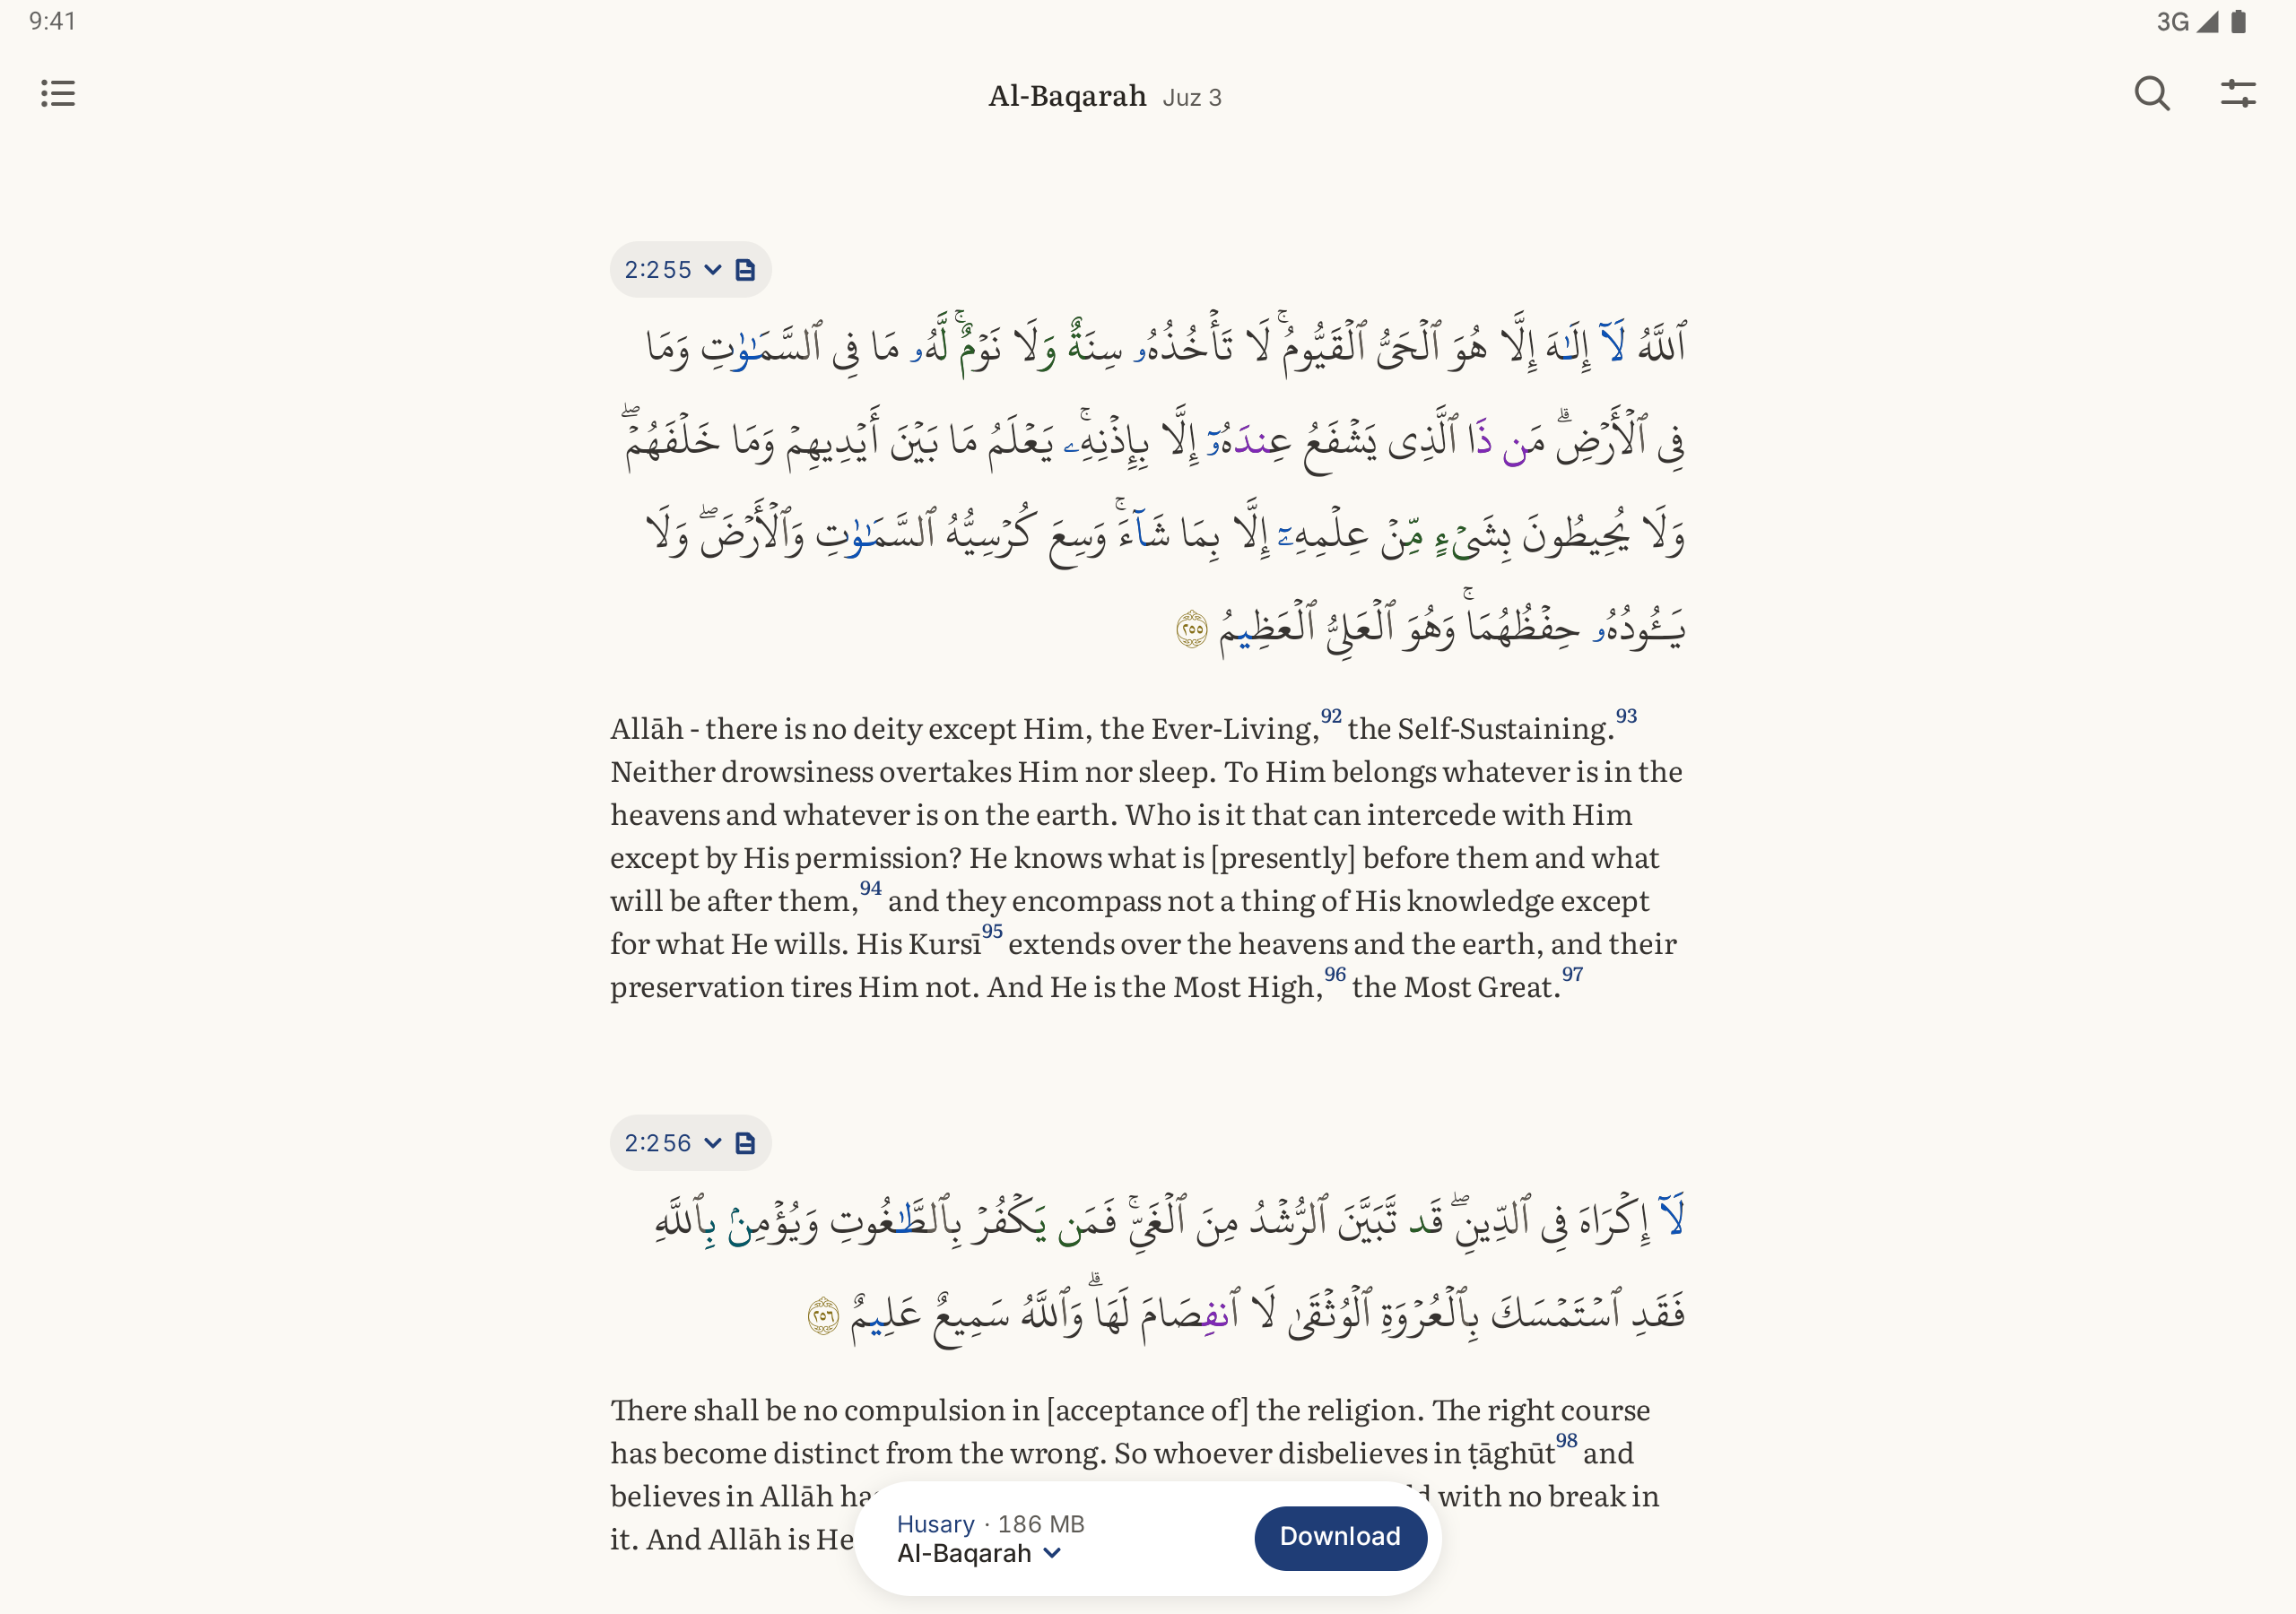 9:41
3G
Al-Baqarah Juz 3
2:255
ٱللَّهُ لَآ إِلَـٰهَ إِلَّا هُوَ ٱلْحَىُّ ٱلْقَيُّومُ ۚ لَا تَأْخُذُهُۥ سِنَةٌ وَلَا نَوْمٌ ۚ لَّهُۥ مَا فِى ٱلسَّمَـٰوَٰتِ وَمَا
فِى ٱلْأَرْضِ ۗ مَن ذَا ٱلَّذِى يَشْفَعُ عِندَهُۥٓ إِلَّا بِإِذْنِهِۦ ۚ يَعْلَمُ مَا بَيْنَ أَيْدِيهِمْ وَمَا خَلْفَهُمْ ۖ
وَلَا يُحِيطُونَ بِشَىْءٍ مِّنْ عِلْمِهِۦٓ إِلَّا بِمَا شَآءَ ۚ وَسِعَ كُرْسِيُّهُ ٱلسَّمَـٰوَٰتِ وَٱلْأَرْضَ ۖ وَلَا
يَـُٔودُهُۥ حِفْظُهُمَا ۚ وَهُوَ ٱلْعَلِىُّ ٱلْعَظِيمُ ٢٥٥
Allāh - there is no deity except Him, the Ever-Living,92 the Self-Sustaining.93
Neither drowsiness overtakes Him nor sleep. To Him belongs whatever is in the
heavens and whatever is on the earth. Who is it that can intercede with Him
except by His permission? He knows what is [presently] before them and what
will be after them,94 and they encompass not a thing of His knowledge except
for what He wills. His Kursī95 extends over the heavens and the earth, and their
preservation tires Him not. And He is the Most High,96 the Most Great.97
2:256
لَآ إِكْرَاهَ فِى ٱلدِّينِ ۖ قَد تَّبَيَّنَ ٱلرُّشْدُ مِنَ ٱلْغَىِّ ۚ فَمَن يَكْفُرْ بِٱلطَّـٰغُوتِ وَيُؤْمِنۢ بِٱللَّهِ
فَقَدِ ٱسْتَمْسَكَ بِٱلْعُرْوَةِ ٱلْوُثْقَىٰ لَا ٱنفِصَامَ لَهَا ۗ وَٱللَّهُ سَمِيعٌ عَلِيمٌ ٢٥٦
There shall be no compulsion in [acceptance of] the religion. The right course
has become distinct from the wrong. So whoever disbelieves in ṭāghūt98 and
believes in Allāh with no break in
it. And Allāh is
Husary · 186 MB
Al-Baqarah
Download